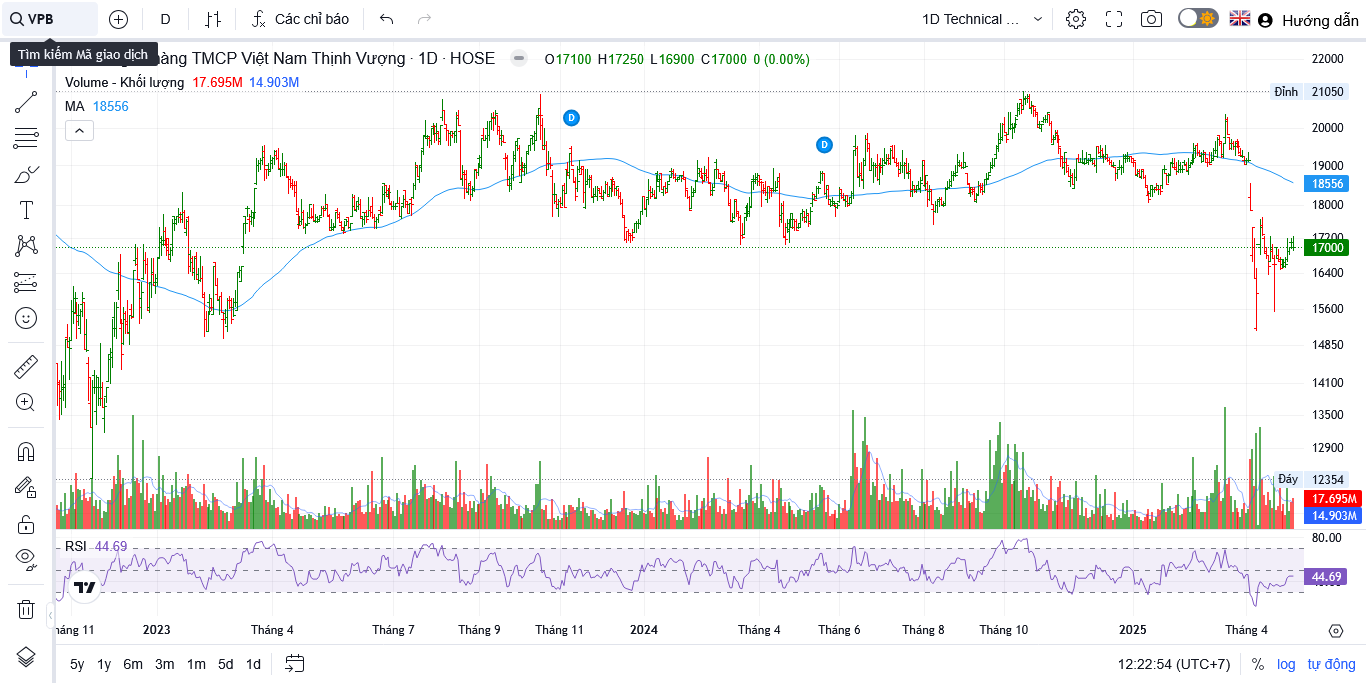 VPB D Các chỉ báo 1D Technical ... Hướng dẫn
Tìm kiếm Mã giao dịch
hàng TMCP Việt Nam Thịnh Vượng · 1D · HOSE O17100 H17250 L16900 C17000 0 (0.00%)
Volume - Khối lượng 17.695M 14.903M
MA 18556
22000
Đỉnh 21050
D
20000
D
19000
18556
18000
17200
17000
16400
15600
14850
14100
13500
12900
Đáy 12354
17.695M
14.903M
80.00
RSI 44.69
44.69
háng 11 2023 Tháng 4 Tháng 7 Tháng 9 Tháng 11 2024 Tháng 4 Tháng 6 Tháng 8 Tháng 10 2025 Tháng 4
5y 1y 6m 3m 1m 5d 1d 12:22:54 (UTC+7) % log tự động